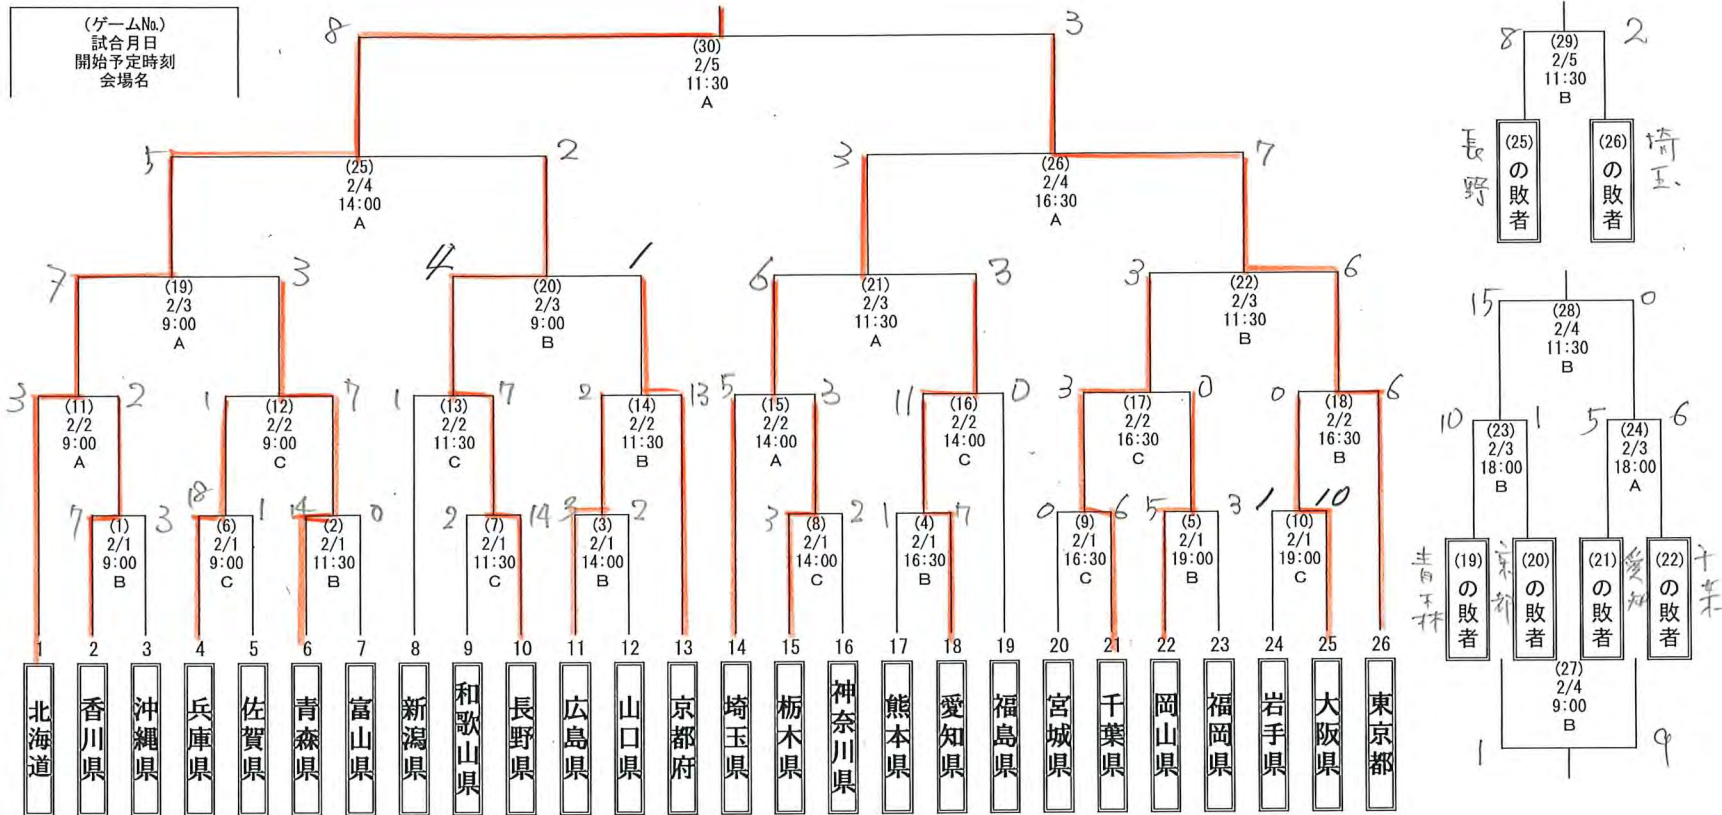 (ゲームNo.)
試合月日
開始予定時刻
会場名
8
3
(30)
2/5
11:30
A
8
2
(29)
2/5
11:30
B
長野
(25)の敗者
(26)の敗者
埼玉
5
2
(25)
2/4
14:00
A
3
7
(26)
2/4
16:30
A
7
3
(19)
2/3
9:00
A
4
1
(20)
2/3
9:00
B
6
3
(21)
2/3
11:30
A
3
6
(22)
2/3
11:30
B
15
0
(28)
2/4
11:30
B
3
2
(11)
2/2
9:00
A
1
7
(12)
2/2
9:00
C
1
7
(13)
2/2
11:30
C
2
13
(14)
2/2
11:30
B
5
3
(15)
2/2
14:00
A
11
0
(16)
2/2
14:00
C
3
0
(17)
2/2
16:30
C
0
6
(18)
2/2
16:30
B
10
1
(23)
2/3
18:00
B
5
6
(24)
2/3
18:00
A
7
3
(1)
2/1
9:00
B
18
1
(6)
2/1
9:00
C
14
0
(2)
2/1
11:30
B
2
14
(7)
2/1
11:30
C
3
2
(3)
2/1
14:00
B
3
2
(8)
2/1
14:00
C
1
7
(4)
2/1
16:30
B
0
6
(9)
2/1
16:30
C
5
3
(5)
2/1
19:00
B
1
10
(10)
2/1
19:00
C
青森
(19)の敗者
京都
(20)の敗者
(21)の敗者
愛知
(22)の敗者
千葉
(27)
2/4
9:00
B
1
9
1
2
3
4
5
6
7
8
9
10
11
12
13
14
15
16
17
18
19
20
21
22
23
24
25
26
北海道
香川県
沖縄県
兵庫県
佐賀県
青森県
富山県
新潟県
和歌山県
長野県
広島県
山口県
京都府
埼玉県
栃木県
神奈川県
熊本県
愛知県
福島県
宮城県
千葉県
岡山県
福岡県
岩手県
大阪府
東京都